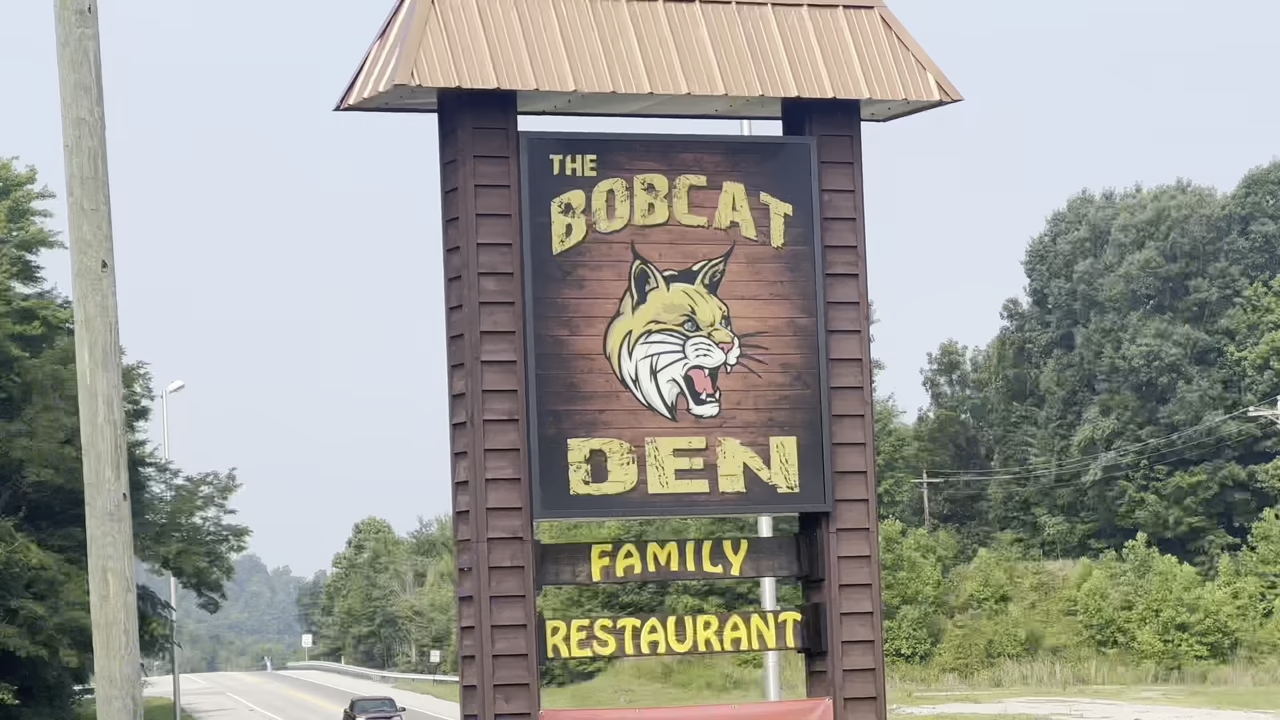 THE
BOBCAT
DEN
FAMILY
RESTAURANT